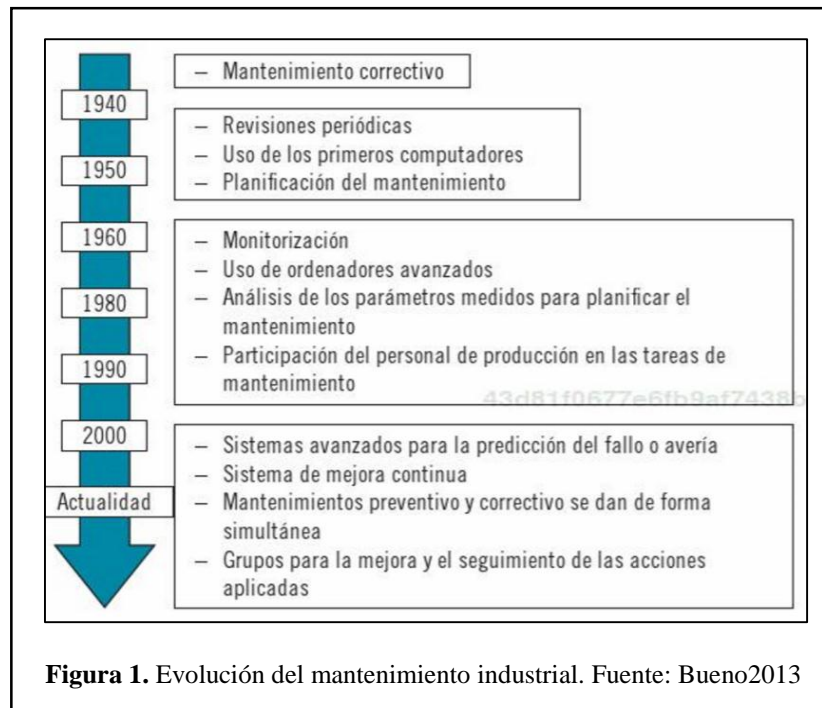 – Mantenimiento correctivo
1940
– Revisiones periódicas
– Uso de los primeros computadores
1950
– Planificación del mantenimiento
1960
– Monitorización
– Uso de ordenadores avanzados
1980
– Análisis de los parámetros medidos para planificar el
mantenimiento
1990
– Participación del personal de producción en las tareas de
mantenimiento
43d81f0677e6fb9af7438b
2000
– Sistemas avanzados para la predicción del fallo o avería
– Sistema de mejora continua
Actualidad
– Mantenimientos preventivo y correctivo se dan de forma
simultánea
– Grupos para la mejora y el seguimiento de las acciones
aplicadas
Figura 1. Evolución del mantenimiento industrial. Fuente: Bueno2013